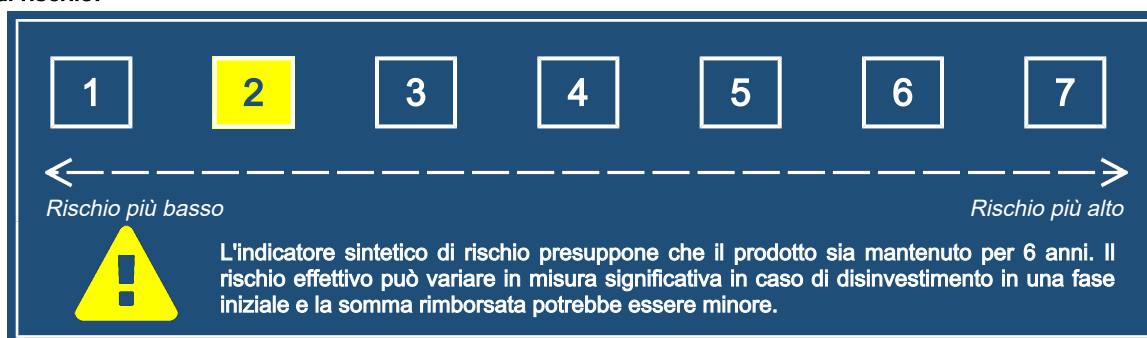 1 2 3 4 5 6 7
Rischio più basso Rischio più alto
L'indicatore sintetico di rischio presuppone che il prodotto sia mantenuto per 6 anni. Il
rischio effettivo può variare in misura significativa in caso di disinvestimento in una fase
iniziale e la somma rimborsata potrebbe essere minore.